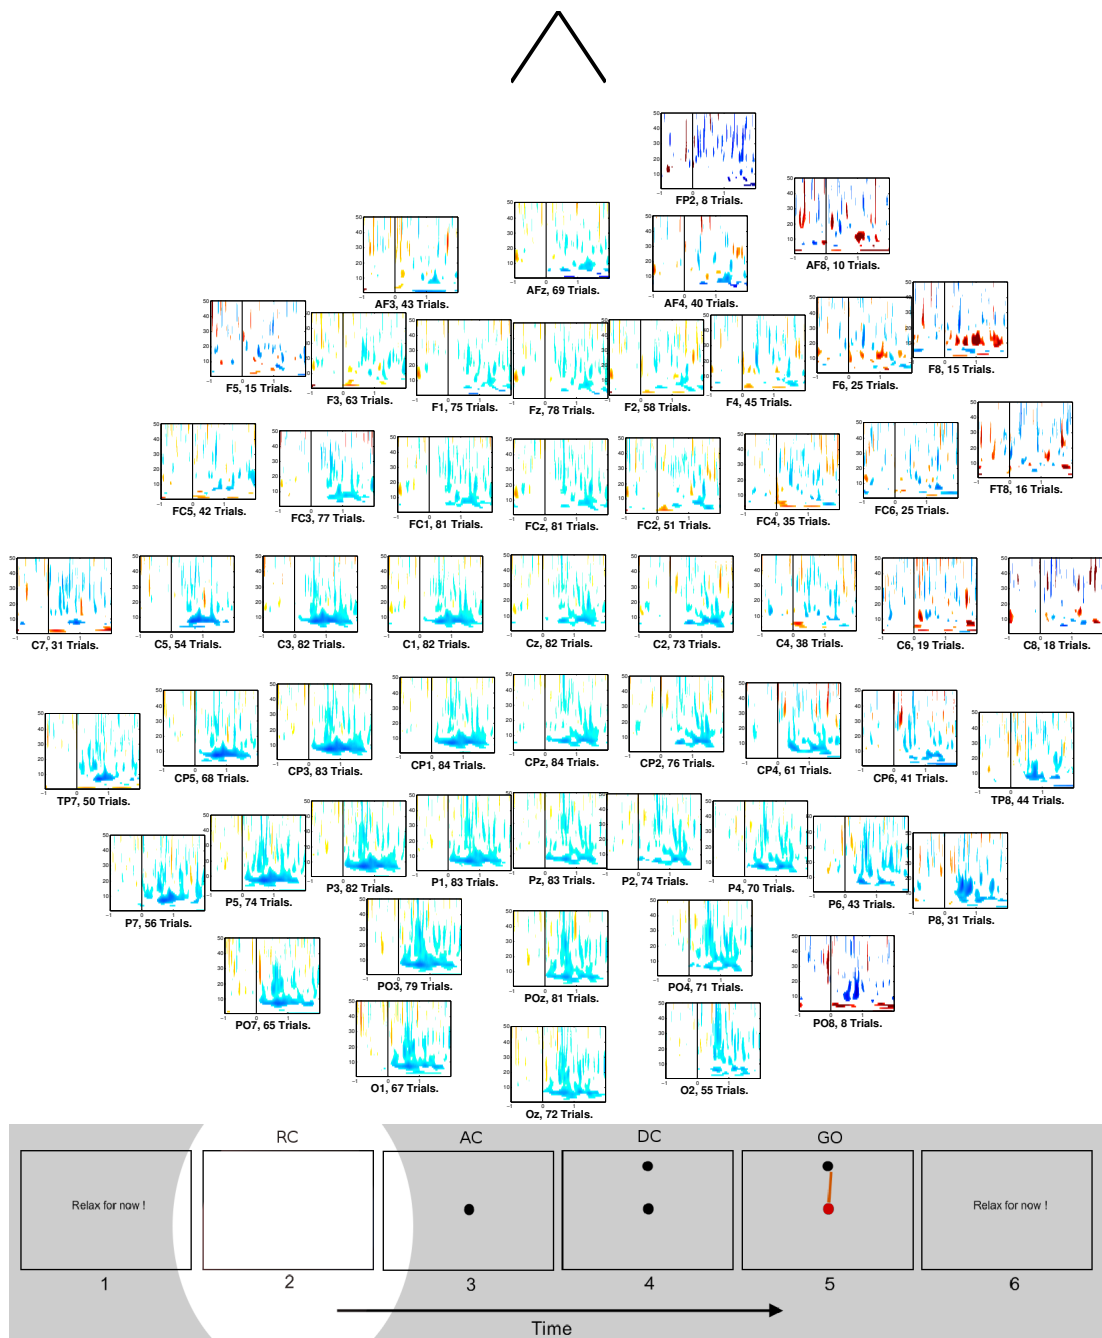 FP2, 8 Trials.
AF8, 10 Trials.
AF3, 43 Trials.
AFz, 69 Trials.
AF4, 40 Trials.
F5, 15 Trials.
F3, 63 Trials.
F1, 75 Trials.
Fz, 78 Trials.
F2, 58 Trials.
F4, 45 Trials.
F6, 25 Trials.
F8, 15 Trials.
FC5, 42 Trials.
FC3, 77 Trials.
FC1, 81 Trials.
FCz, 81 Trials.
FC2, 51 Trials.
FC4, 35 Trials.
FC6, 25 Trials.
FT8, 16 Trials.
C7, 31 Trials.
C5, 54 Trials.
C3, 82 Trials.
C1, 82 Trials.
Cz, 82 Trials.
C2, 73 Trials.
C4, 38 Trials.
C6, 19 Trials.
C8, 18 Trials.
TP7, 50 Trials.
CP5, 68 Trials.
CP3, 83 Trials.
CP1, 84 Trials.
CPz, 84 Trials.
CP2, 76 Trials.
CP4, 61 Trials.
CP6, 41 Trials.
TP8, 44 Trials.
P7, 56 Trials.
P5, 74 Trials.
P3, 82 Trials.
P1, 83 Trials.
Pz, 83 Trials.
P2, 74 Trials.
P4, 70 Trials.
P6, 43 Trials.
P8, 31 Trials.
PO7, 65 Trials.
PO3, 79 Trials.
POz, 81 Trials.
PO4, 71 Trials.
PO8, 8 Trials.
O1, 67 Trials.
Oz, 72 Trials.
O2, 55 Trials.
RC
AC
DC
GO
Relax for now !
Relax for now !
1
2
3
4
5
6
Time